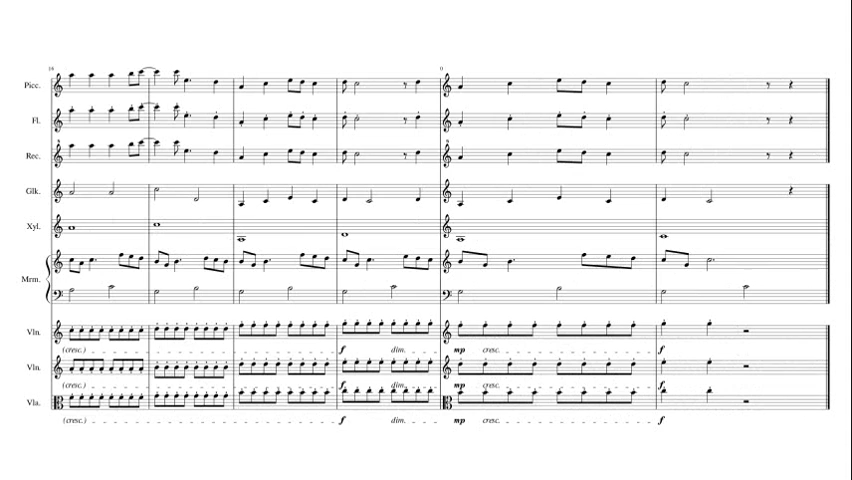 Picc.
Fl.
Rec.
Glk.
Xyl.
Mrm.
Vln.
(cresc.) f dim. mp cresc. f
Vln.
(cresc.) f dim. mp cresc. f
Vla.
(cresc.) f dim. mp cresc. f